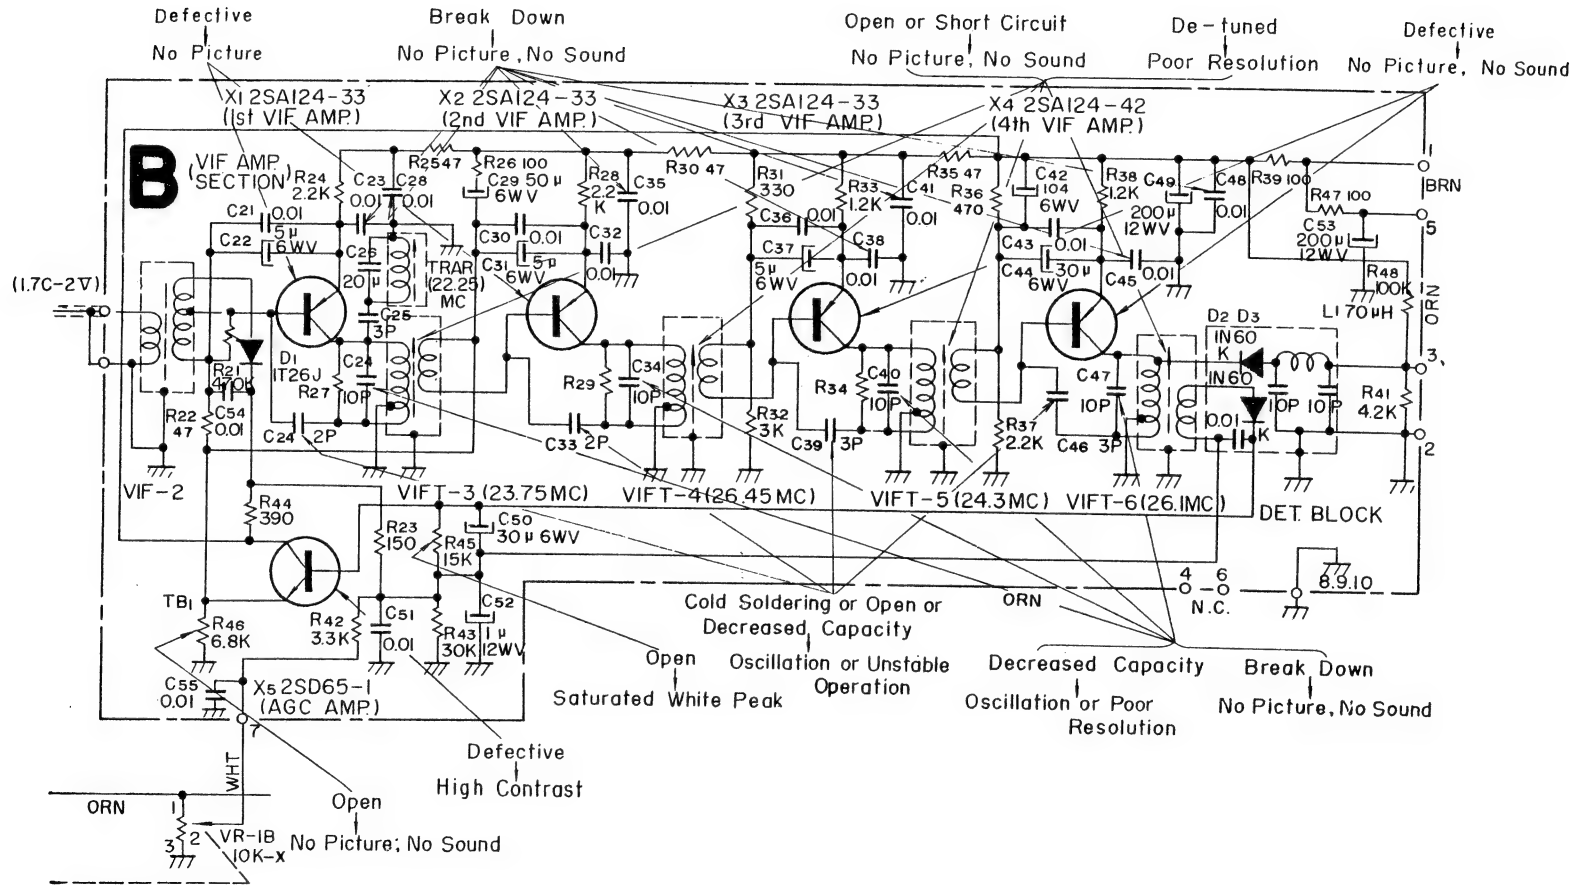 Defective
No Picture
Break Down
No Picture, No Sound
Open or Short Circuit
No Picture, No Sound
De-tuned
Poor Resolution
Defective
No Picture, No Sound
X1 2SA124-33
(1st VIF AMP.)
X2 2SA124-33
(2nd VIF AMP.)
X3 2SA124-33
(3rd VIF AMP.)
X4 2SA124-42
(4th VIF AMP.)
B
(VIF AMP.
SECTION)
R24
2.2K
C23
0.01
C28
0.01
R25 47
R26 100
C29 50μ
6WV
R28
2.2
K
C35
0.01
R30 47
R31
330
R33
1.2K
C41
0.01
R35 47
R36
470
C42
104
6WV
R38
1.2K
C49
200μ
12WV
C48
0.01
R39 100
R47 100
C53
200μ
12WV
1
BRN
5
C21
0.01
C22
5μ
6WV
C26
20μ
TRAP
(22.25)
MC
C30
0.01
C31
5μ
6WV
C32
0.01
C36
0.01
C37
5μ
6WV
C38
0.01
C43
0.01
C44
30μ
6WV
C45
0.01
R48
100K
L1 70μH
ORN
(1.7C-2V)
C25
3P
D1
1T26J
R21
470K
R27
C24
10P
R22
47
C54
0.01
C24
2P
R29
C34
10P
C33 2P
R32
3K
R34
C40
10P
C39
3P
R37
2.2K
C47
10P
C46
3P
D2 D3
IN60
K
IN60
0.01
K
10P
10P
R41
4.2K
3
2
VIF-2
VIFT-3 (23.75MC)
VIFT-4 (26.45MC)
VIFT-5 (24.3MC)
VIFT-6 (26.1MC)
DET. BLOCK
R44
390
R23
150
R45
15K
C50
30μ 6WV
TB1
R46
6.8K
R42
3.3K
C51
0.01
R43
30K
C52
1μ
12WV
ORN
4
6
N.C.
8.9.10
Cold Soldering or Open or
Decreased Capacity
Oscillation or Unstable
Operation
Open
Saturated White Peak
Decreased Capacity
Oscillation or Poor
Resolution
Break Down
No Picture, No Sound
C55
0.01
X5 2SD65-1
(AGC AMP.)
7
WHT
Defective
High Contrast
ORN
1
2
3
VR-1B
10K-X
Open
No Picture; No Sound